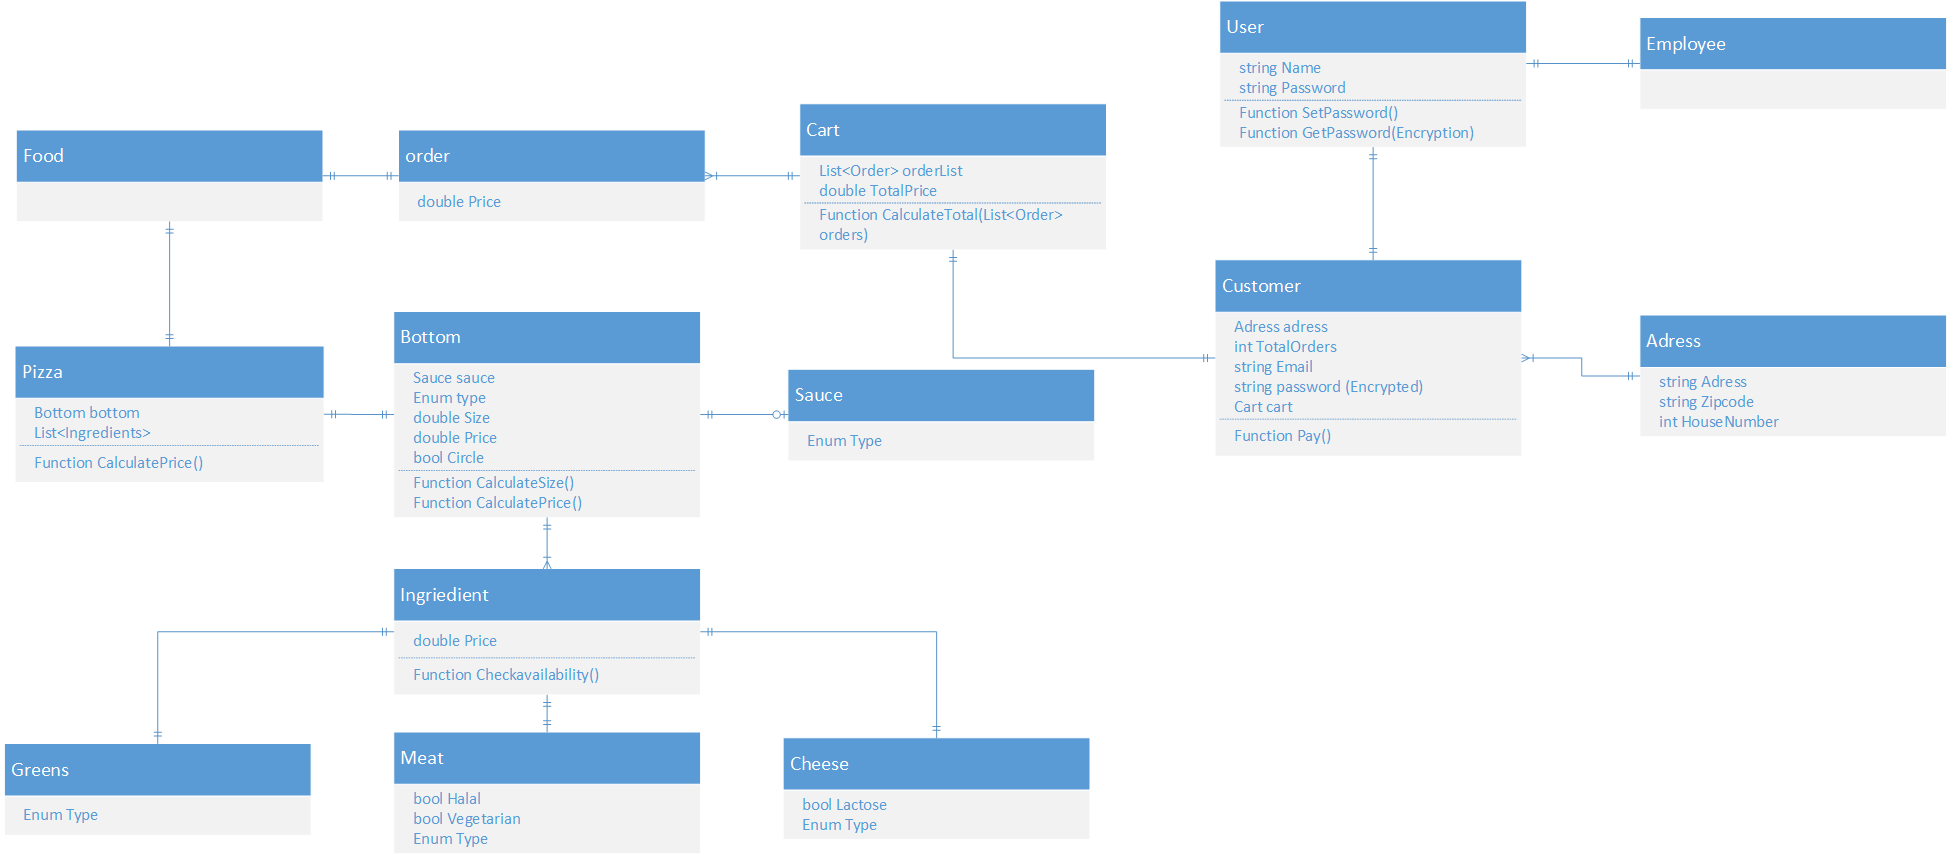 User
string Name
string Password
Function SetPassword()
Function GetPassword(Encryption)
Employee
Food
order
double Price
Cart
List<Order> orderList
double TotalPrice
Function CalculateTotal(List<Order>
orders)
Customer
Adress adress
int TotalOrders
string Email
string password (Encrypted)
Cart cart
Function Pay()
Adress
string Adress
string Zipcode
int HouseNumber
Pizza
Bottom bottom
List<Ingredients>
Function CalculatePrice()
Bottom
Sauce sauce
Enum type
double Size
double Price
bool Circle
Function CalculateSize()
Function CalculatePrice()
Sauce
Enum Type
Ingriedient
double Price
Function Checkavailability()
Greens
Enum Type
Meat
bool Halal
bool Vegetarian
Enum Type
Cheese
bool Lactose
Enum Type